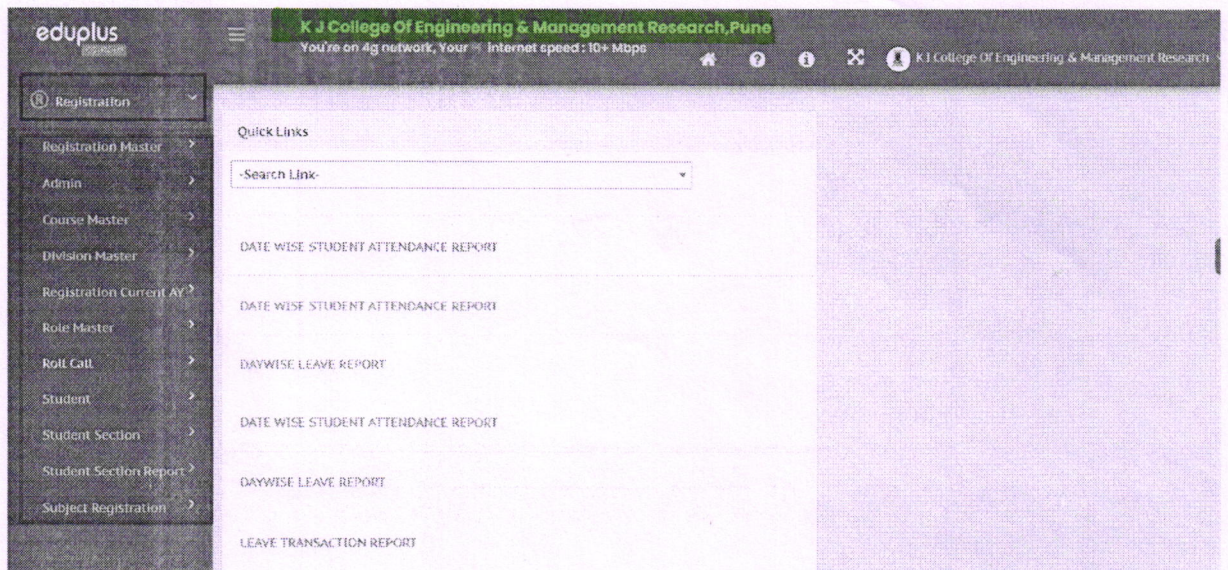 eduplus
K J College Of Engineering & Management Research,Pune
You're on 4g nutwork, Your internet speed : 10+ Mbps
K J College Of Engineering & Management Research
Registration
Registration Master
Admin
Course Master
Division Master
Registration Current AY
Role Master
Roll Call
Student
Student Section
Student Section Report
Subject Registration
Quick Links
-Search Link-
DATE WISE STUDENT ATTENDANCE REPORT
DATE WISE STUDENT ATTENDANCE REPORT
DAYWISE LEAVE REPORT
DATE WISE STUDENT ATTENDANCE REPORT
DAYWISE LEAVE REPORT
LEAVE TRANSACTION REPORT